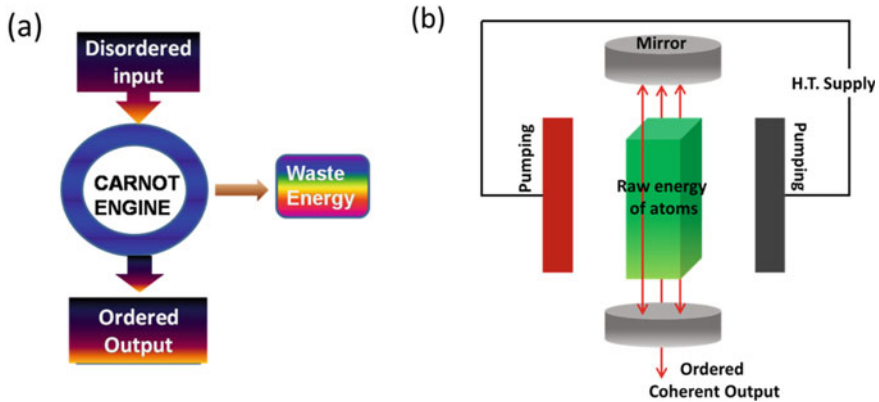 (a)
Disordered
input
CARNOT
ENGINE
Waste
Energy
Ordered
Output
(b)
Mirror
H.T. Supply
Pumping
Raw energy
of atoms
Pumping
Ordered
Coherent Output